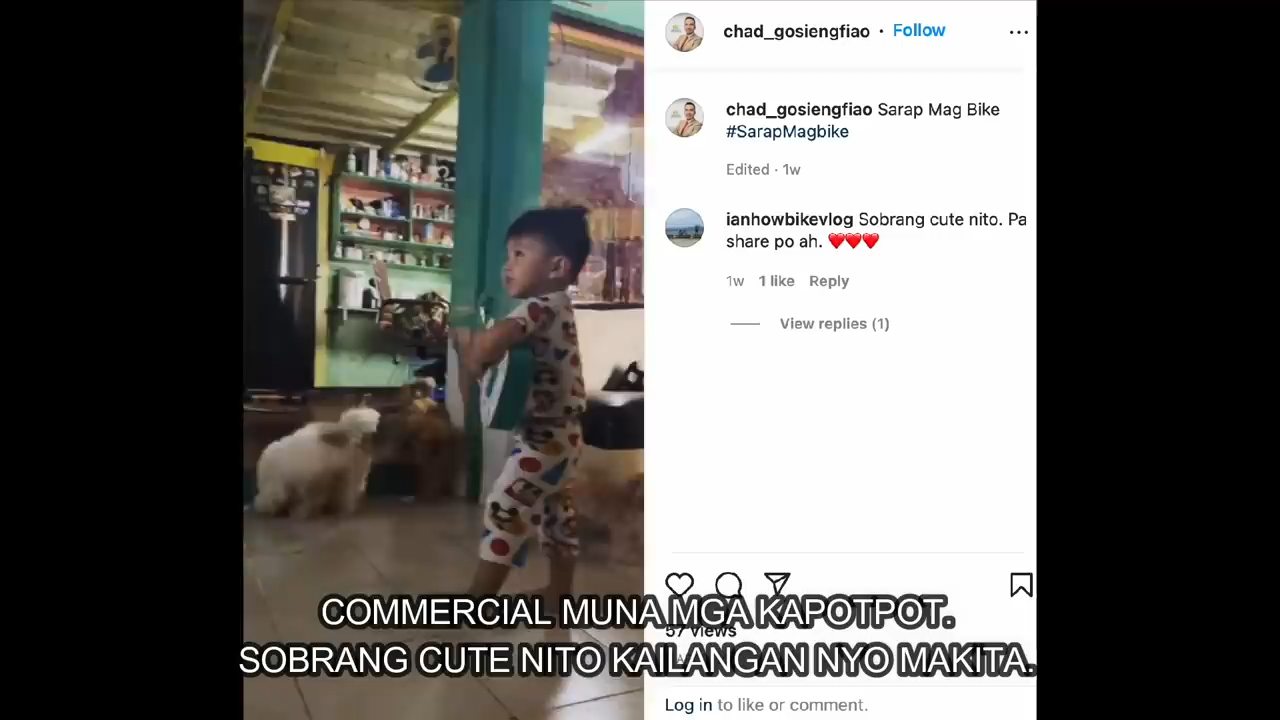 chad_gosiengfiao • Follow
chad_gosiengfiao Sarap Mag Bike
#SarapMagbike
Edited · 1w
ianhowbikevlog Sobrang cute nito. Pa
share po ah. ❤️❤️❤️
1w 1 like Reply
View replies (1)
COMMERCIAL MUNA MGA KAPOTPOT.
57 views
SOBRANG CUTE NITO KAILANGAN NYO MAKITA.
Log in to like or comment.